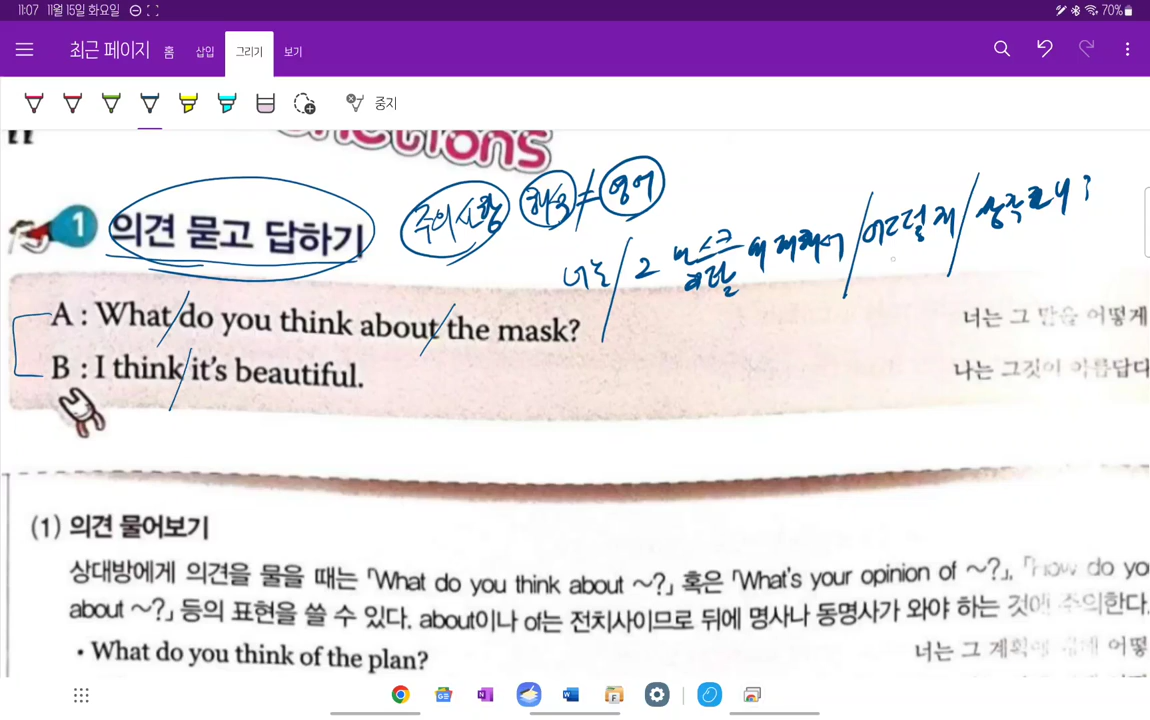 11:07 11월 15일 화요일
70%
최근 페이지 홈 삽입 그리기 보기
중지
nctions
주의사항 해석 ≠ 영어
1 의견 묻고 답하기
너는 / 그 마스크에 대해서 / 어떻게 / 생각하니?
A : What do you think about the mask? 너는 그 탈을 어떻게
B : I think it's beautiful. 나는 그것이 아름답다
(1) 의견 물어보기
상대방에게 의견을 물을 때는 「What do you think about ~?」 혹은 「What's your opinion of ~?」, 「How do yo
about ~?」 등의 표현을 쓸 수 있다. about이나 of는 전치사이므로 뒤에 명사나 동명사가 와야 하는 것에 주의한다.
• What do you think of the plan? 너는 그 계획에 대해 어떻